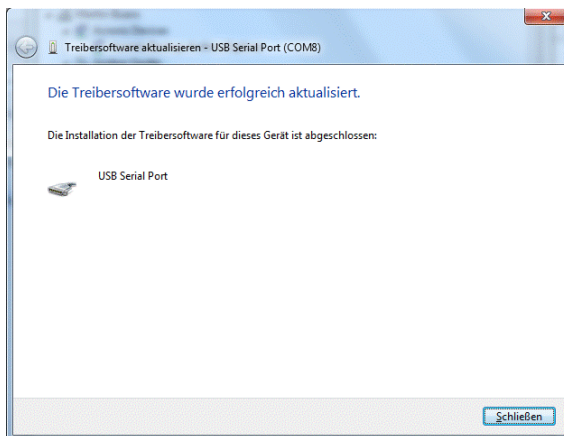 Treibersoftware aktualisieren - USB Serial Port (COM8)
Die Treibersoftware wurde erfolgreich aktualisiert.
Die Installation der Treibersoftware für dieses Gerät ist abgeschlossen:
USB Serial Port
Schließen